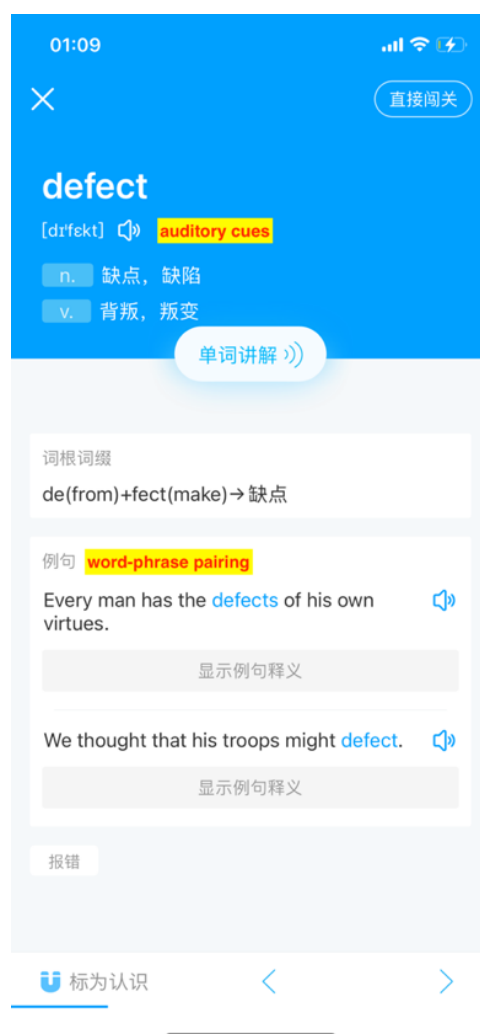 01:09
直接闯关
defect
[dɪ'fɛkt] auditory cues
n. 缺点，缺陷
v. 背叛，叛变
单词讲解
词根词缀
de(from)+fect(make)→缺点
例句 word-phrase pairing
Every man has the defects of his own
virtues.
显示例句释义
We thought that his troops might defect.
显示例句释义
报错
标为认识